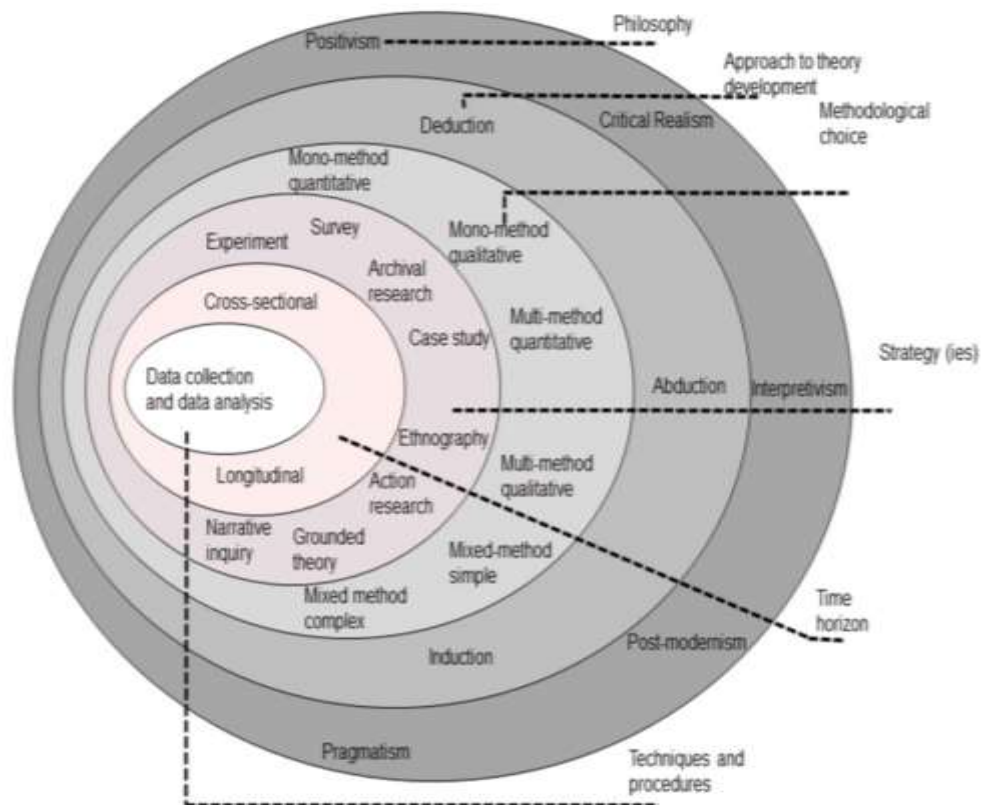 Philosophy
Positivism
Approach to theory
development
Methodological
choice
Deduction
Critical Realism
Mono-method
quantitative
Survey
Mono-method
qualitative
Experiment
Archival
research
Cross-sectional
Multi-method
quantitative
Case study
Strategy (ies)
Data collection
and data analysis
Abduction
Interpretivism
Ethnography
Longitudinal
Multi-method
qualitative
Action
research
Narrative
inquiry
Grounded
theory
Mixed-method
simple
Mixed method
complex
Time
horizon
Post-modernism
Induction
Pragmatism
Techniques and
procedures